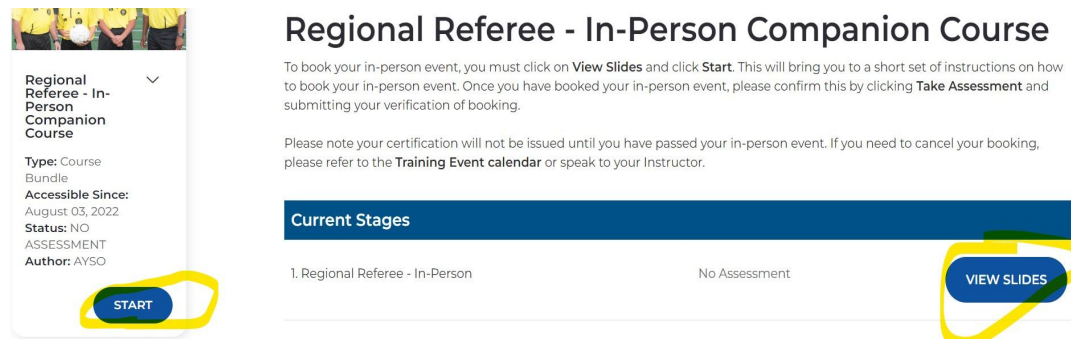 Regional
Referee - In-
Person
Companion
Course
Type: Course
Bundle
Accessible Since:
August 03, 2022
Status: NO
ASSESSMENT
Author: AYSO
START
Regional Referee - In-Person Companion Course
To book your in-person event, you must click on View Slides and click Start. This will bring you to a short set of instructions on how
to book your in-person event. Once you have booked your in-person event, please confirm this by clicking Take Assessment and
submitting your verification of booking.
Please note your certification will not be issued until you have passed your in-person event. If you need to cancel your booking,
please refer to the Training Event calendar or speak to your Instructor.
Current Stages
1. Regional Referee - In-Person No Assessment VIEW SLIDES